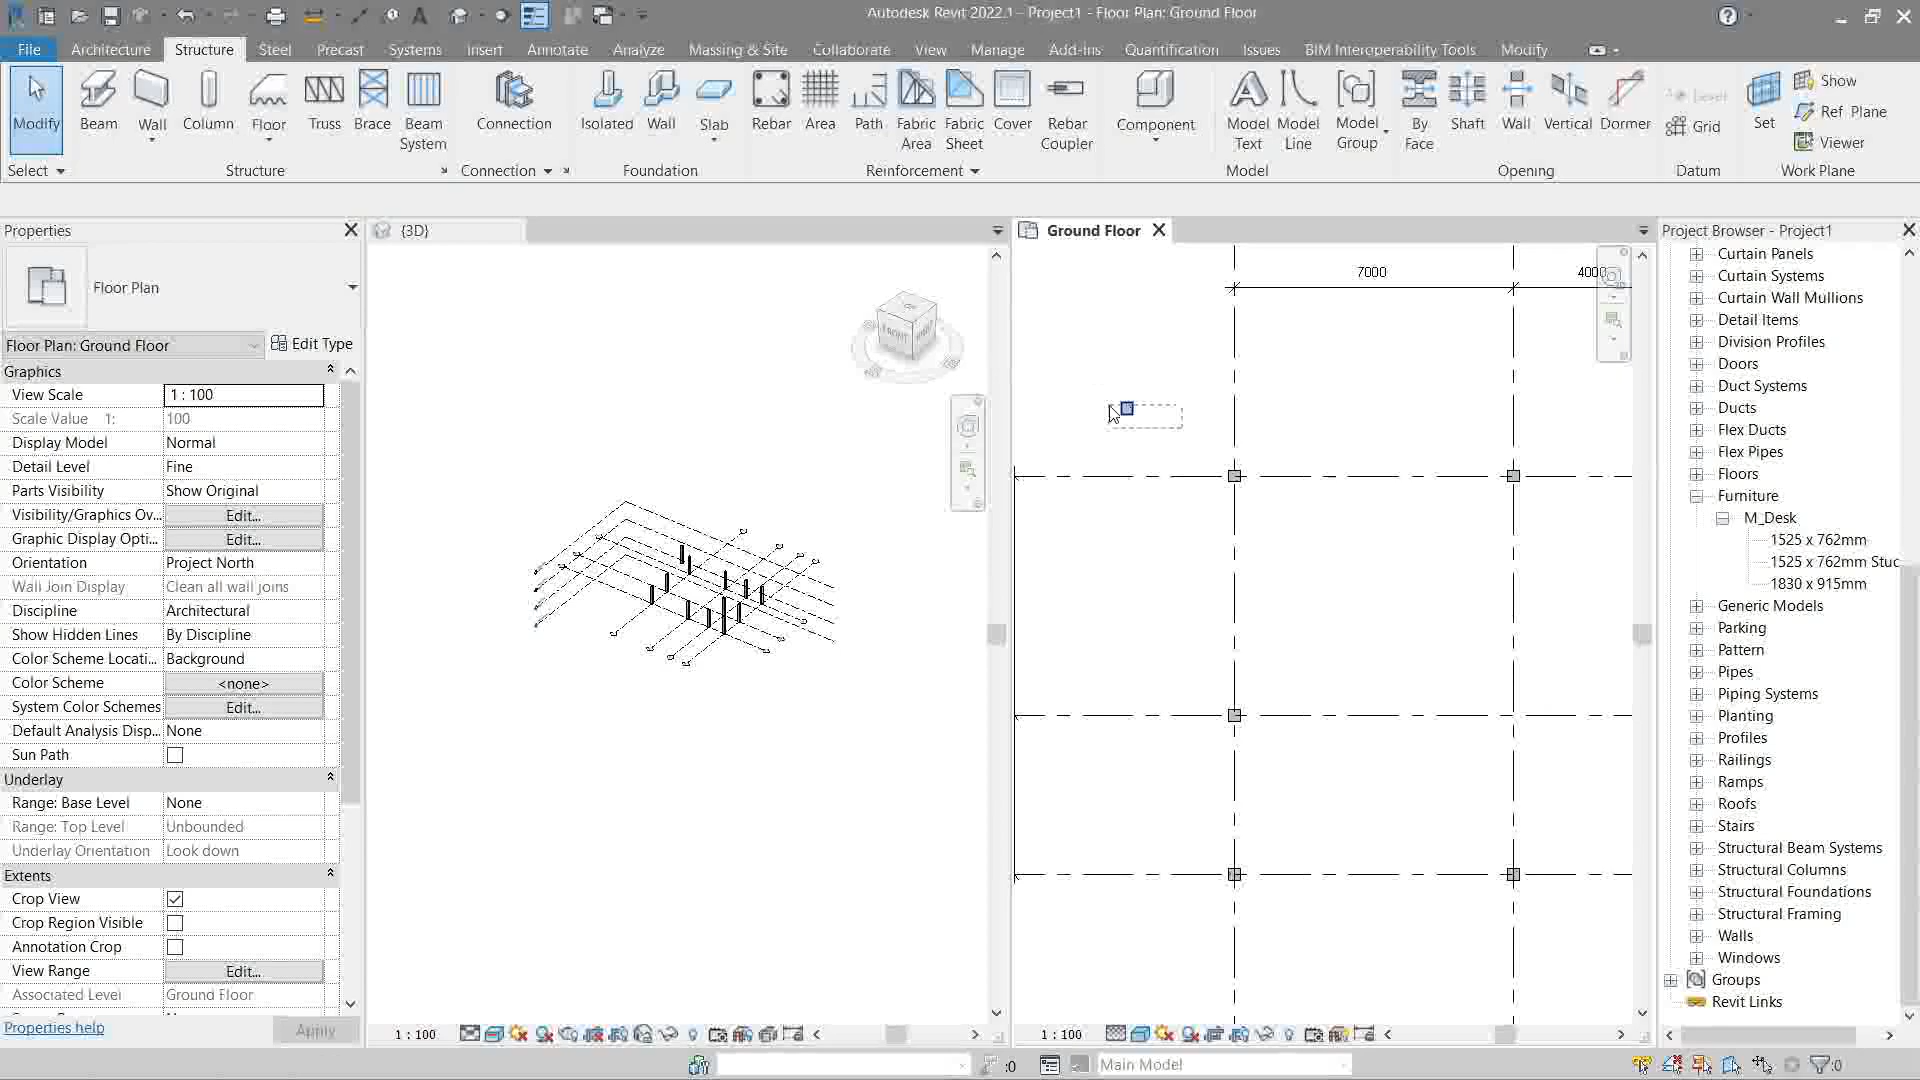 Autodesk Revit 2022.1 - Project1 - Floor Plan: Ground Floor
File Architecture Structure Steel Precast Systems Insert Annotate Analyze Massing & Site Collaborate View Manage Add-Ins Quantification Issues BIM Interoperability Tools Modify
Modify Beam Wall Column Floor Truss Brace Beam System Connection Isolated Wall Slab Rebar Area Path Fabric Area Fabric Sheet Cover Rebar Coupler Component Model Text Model Line Model Group By Face Shaft Wall Vertical Dormer Level Grid Set Show Ref Plane Viewer
Select Structure Connection Foundation Reinforcement Model Opening Datum Work Plane
Properties
Floor Plan
Floor Plan: Ground Floor Edit Type
Graphics
View Scale 1 : 100
Scale Value 1: 100
Display Model Normal
Detail Level Fine
Parts Visibility Show Original
Visibility/Graphics Ov... Edit...
Graphic Display Opti... Edit...
Orientation Project North
Wall Join Display Clean all wall joins
Discipline Architectural
Show Hidden Lines By Discipline
Color Scheme Locati... Background
Color Scheme <none>
System Color Schemes Edit...
Default Analysis Disp... None
Sun Path
Underlay
Range: Base Level None
Range: Top Level Unbounded
Underlay Orientation Look down
Extents
Crop View
Crop Region Visible
Annotation Crop
View Range Edit...
Associated Level Ground Floor
Properties help Apply
{3D}
FRONT
1 : 100
Ground Floor
7000 4000
1 : 100
Project Browser - Project1
Curtain Panels
Curtain Systems
Curtain Wall Mullions
Detail Items
Division Profiles
Doors
Duct Systems
Ducts
Flex Ducts
Flex Pipes
Floors
Furniture
M_Desk
1525 x 762mm
1525 x 762mm Stuc
1830 x 915mm
Generic Models
Parking
Pattern
Pipes
Piping Systems
Planting
Profiles
Railings
Ramps
Roofs
Stairs
Structural Beam Systems
Structural Columns
Structural Foundations
Structural Framing
Walls
Windows
Groups
Revit Links
:0 Main Model :0